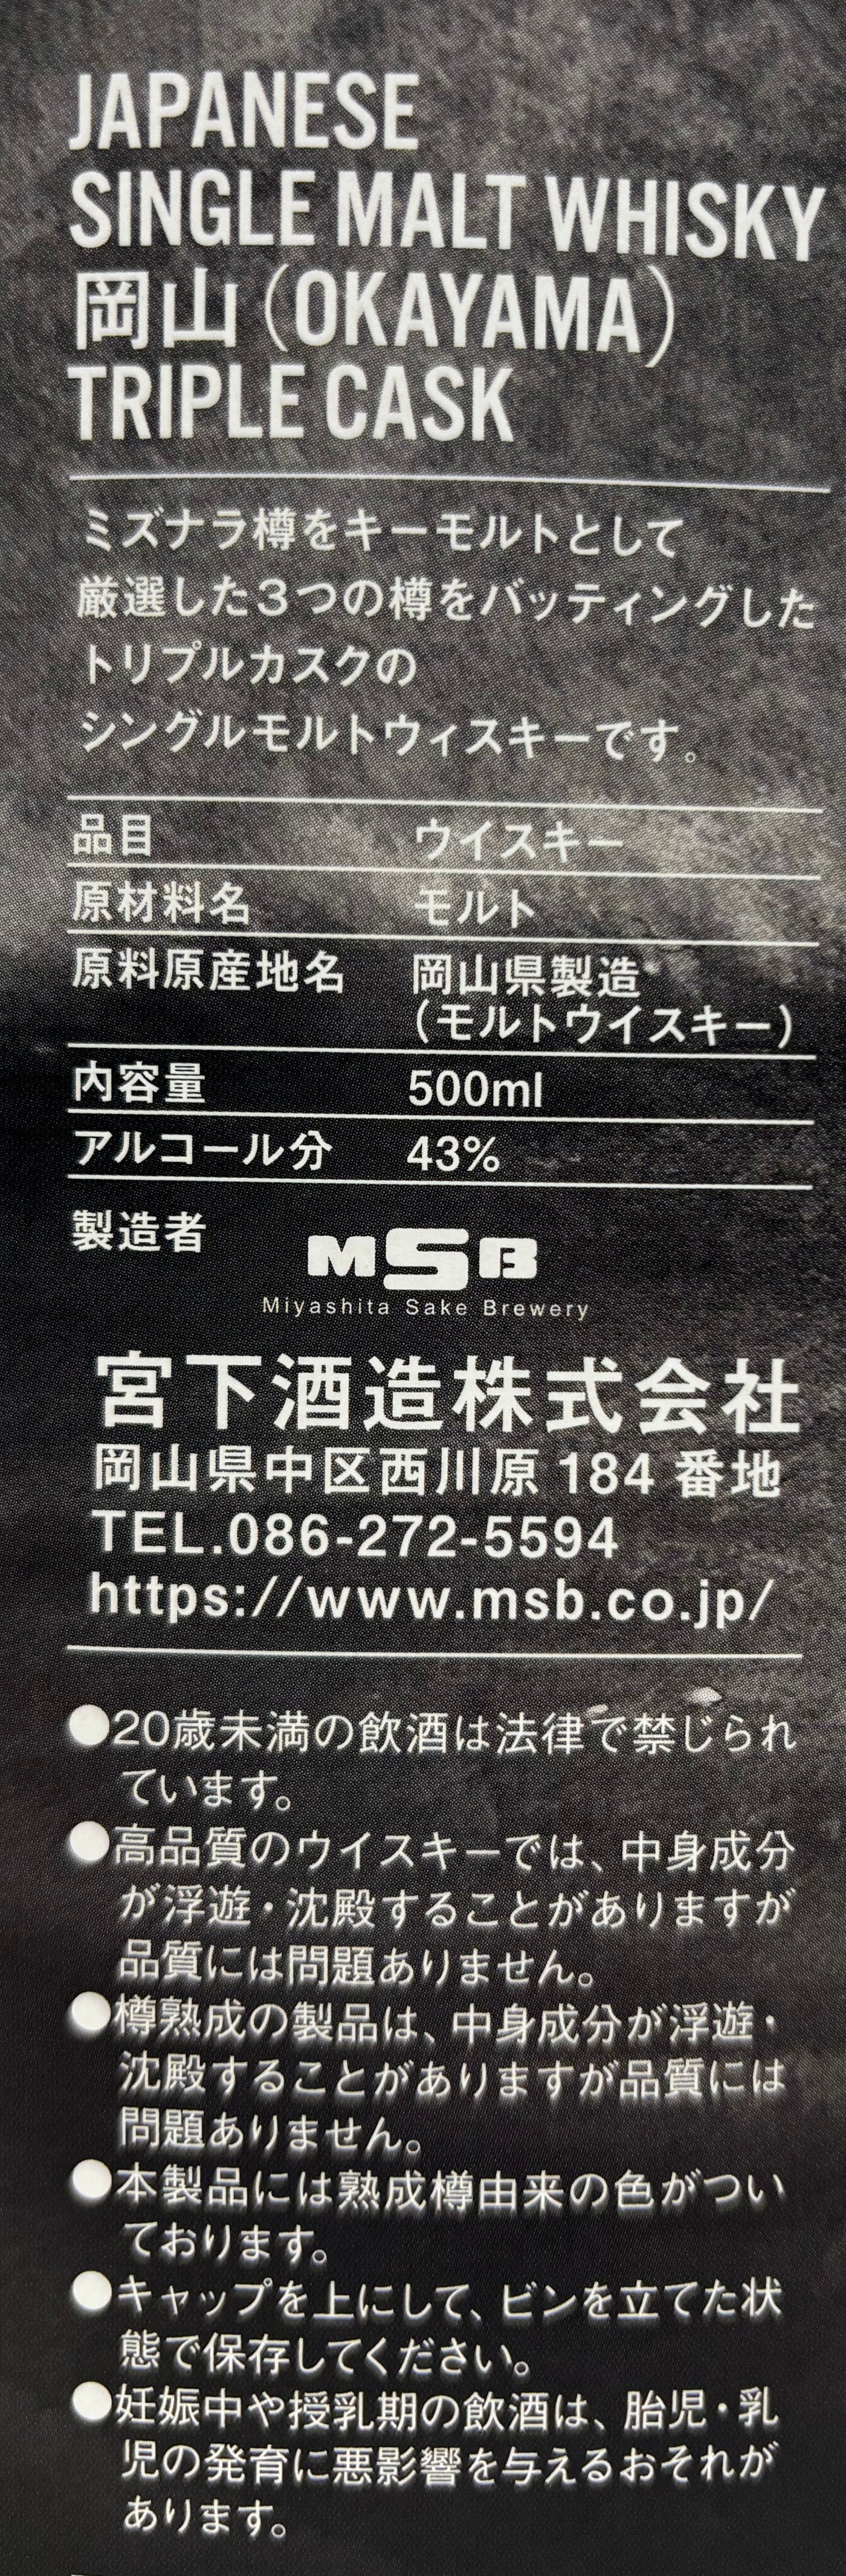 JAPANESE
SINGLE MALT WHISKY
岡山(OKAYAMA)
TRIPLE CASK
ミズナラ樽をキーモルトとして
厳選した3つの樽をバッティングした
トリプルカスクの
シングルモルトウィスキーです。
品目 ウイスキー
原材料名 モルト
原料原産地名 岡山県製造
(モルトウイスキー)
内容量 500ml
アルコール分 43%
製造者 MSB
Miyashita Sake Brewery
宮下酒造株式会社
岡山県中区西川原 184 番地
TEL.086-272-5594
https://www.msb.co.jp/
●20歳未満の飲酒は法律で禁じられ
ています。
●高品質のウイスキーでは、中身成分
が浮遊・沈殿することがありますが
品質には問題ありません。
●樽熟成の製品は、中身成分が浮遊・
沈殿することがありますが品質には
問題ありません。
●本製品には熟成樽由来の色がつい
ております。
●キャップを上にして、ビンを立てた状
態で保存してください。
●妊娠中や授乳期の飲酒は、胎児・乳
児の発育に悪影響を与えるおそれが
あります。